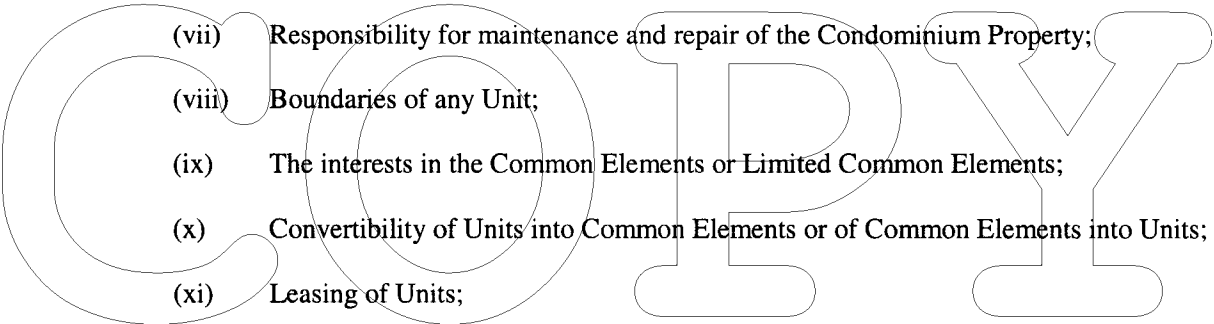 (vii) Responsibility for maintenance and repair of the Condominium Property;
(viii) Boundaries of any Unit;
(ix) The interests in the Common Elements or Limited Common Elements;
(x) Convertibility of Units into Common Elements or of Common Elements into Units;
(xi) Leasing of Units;
COPY